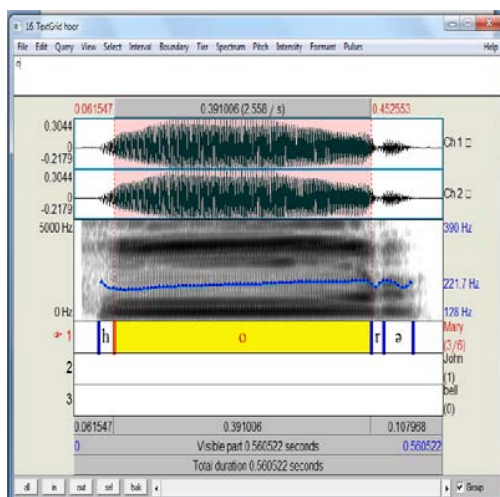 16. TextGrid hoor
File Edit Query View Select Interval Boundary Tier Spectrum Pitch Intensity Formant Pulses Help
o
0.061547 0.391006 (2.558 / s) 0.452553
0.3044
0
-0.2179
Ch 1
0.3044
0
-0.2179
Ch 2
5000 Hz 390 Hz
221.7 Hz
0 Hz 128 Hz
1 h o r ə Mary
(3/6)
2 John
(1)
3 bell
(0)
0.061547 0.391006 0.107968
0 Visible part 0.560522 seconds 0.560522
Total duration 0.560522 seconds
all in out sel bak Group